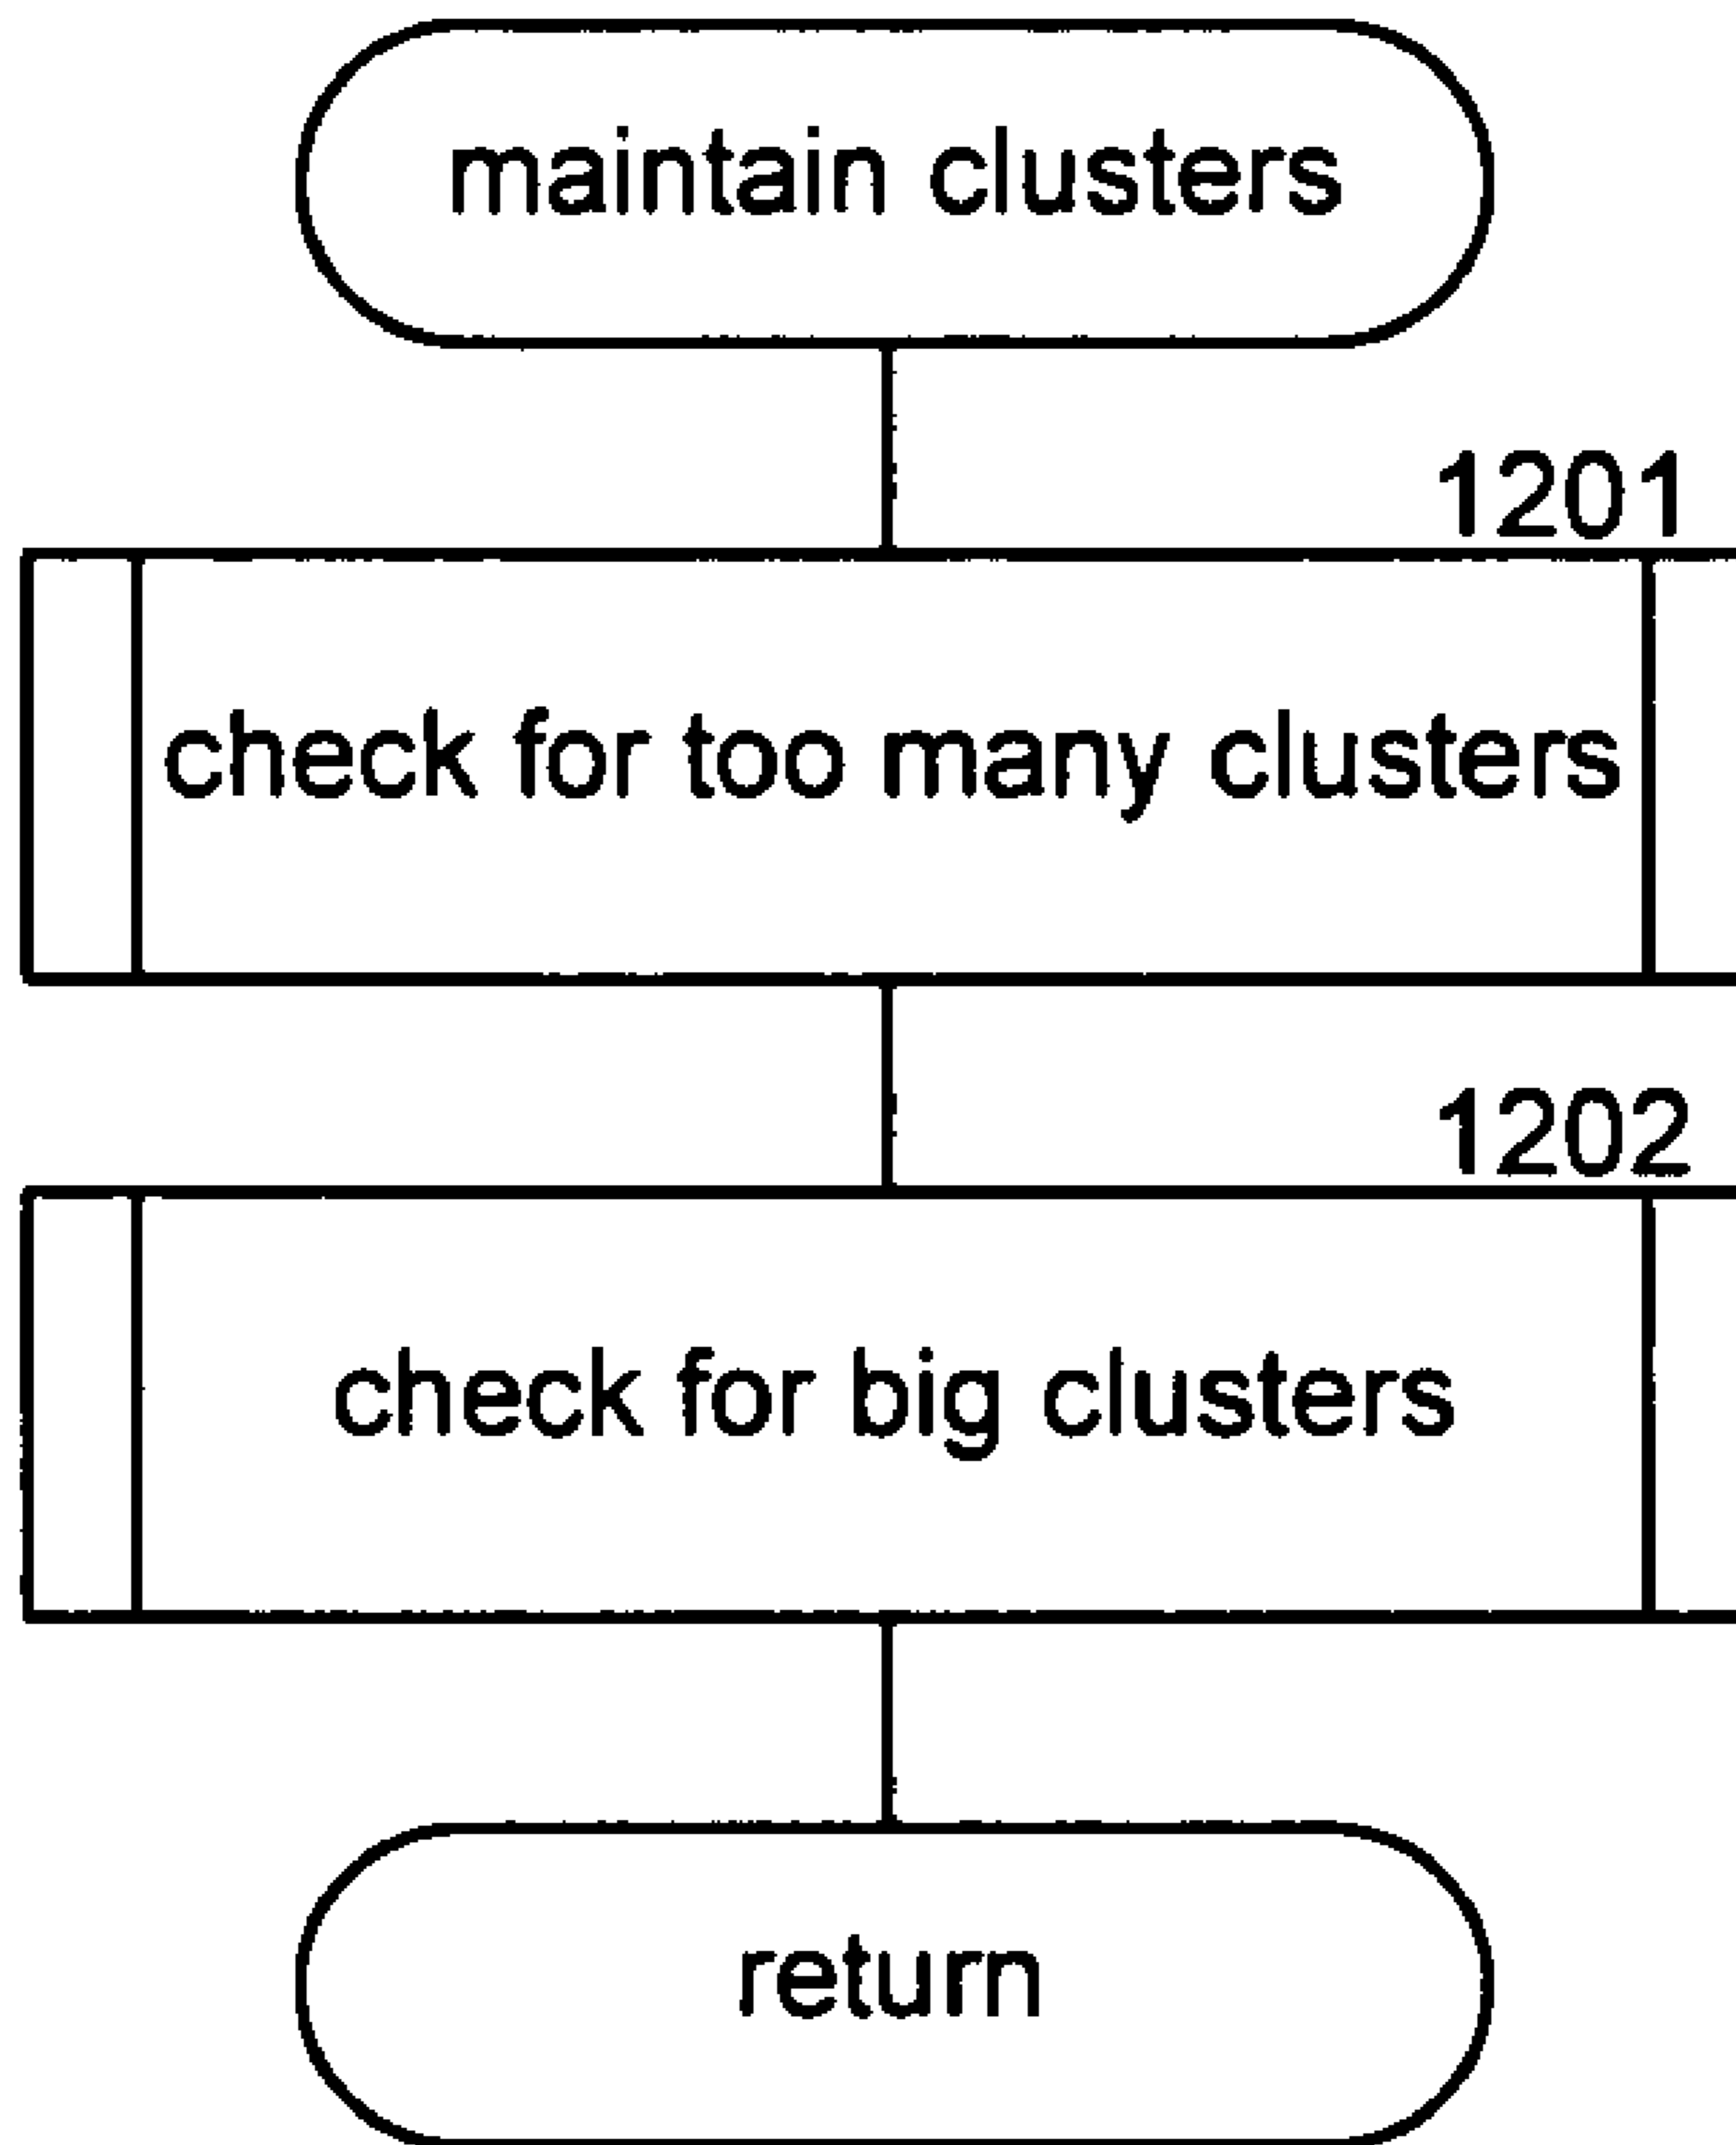 maintain clusters
1201
check for too many clusters
1202
check for big clusters
return